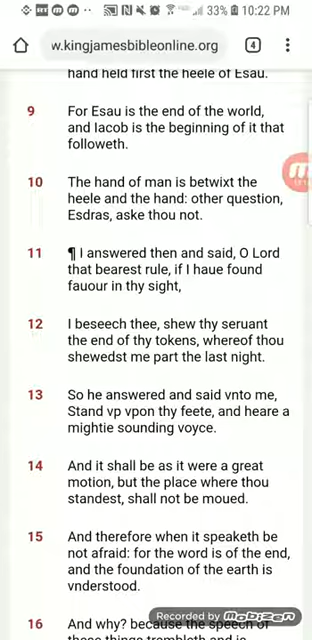 33% 10:22 PM
w.kingjamesbibleonline.org 4
hand held first the heele of Esau.
9 For Esau is the end of the world,
and Iacob is the beginning of it that
followeth.
10 The hand of man is betwixt the
heele and the hand: other question,
Esdras, aske thou not.
11 ¶ I answered then and said, O Lord
that bearest rule, if I haue found
fauour in thy sight,
12 I beseech thee, shew thy seruant
the end of thy tokens, whereof thou
shewedst me part the last night.
13 So he answered and said vnto me,
Stand vp vpon thy feete, and heare a
mightie sounding voyce.
14 And it shall be as it were a great
motion, but the place where thou
standest, shall not be moued.
15 And therefore when it speaketh be
not afraid: for the word is of the end,
and the foundation of the earth is
vnderstood.
Recorded by Mobizen
16 And why? because the speech of
these things trembleth and is